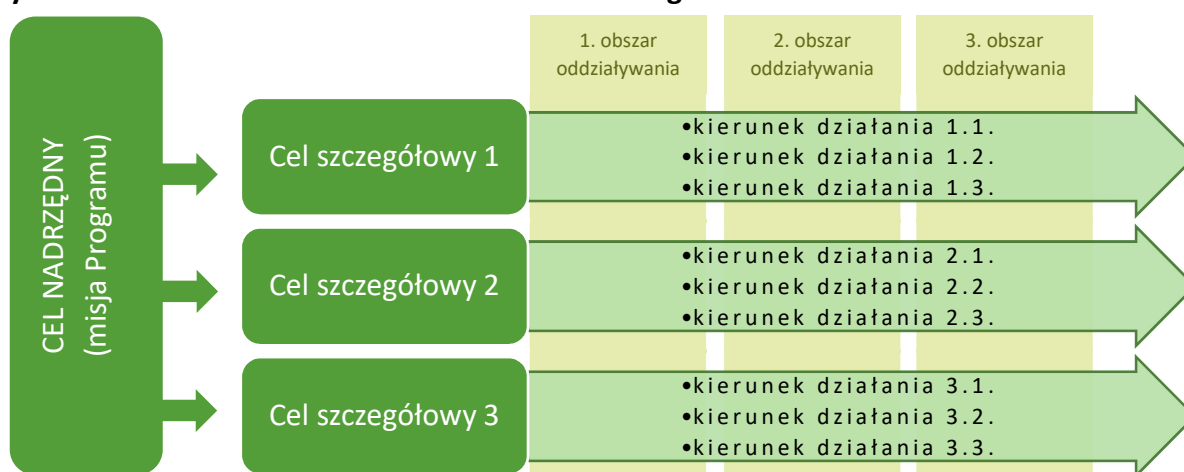 CEL NADRZĘDNY
(misja Programu)
1. obszar
oddziaływania
2. obszar
oddziaływania
3. obszar
oddziaływania
Cel szczegółowy 1
•kierunek działania 1.1.
•kierunek działania 1.2.
•kierunek działania 1.3.
Cel szczegółowy 2
•kierunek działania 2.1.
•kierunek działania 2.2.
•kierunek działania 2.3.
Cel szczegółowy 3
•kierunek działania 3.1.
•kierunek działania 3.2.
•kierunek działania 3.3.